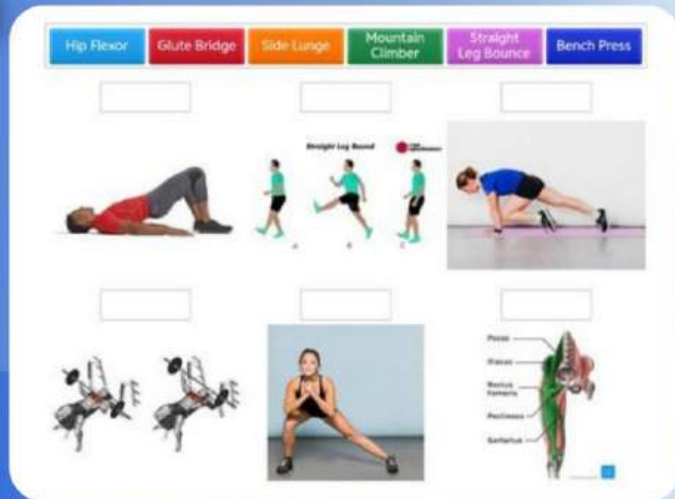 Hip Flexor
Glute Bridge
Side Lunge
Mountain
Climber
Straight
Leg Bounce
Bench Press
Straight Leg Bound
A
B
C
Psoas
Iliacus
Rectus
Femoris
Pectineus
Sartorius